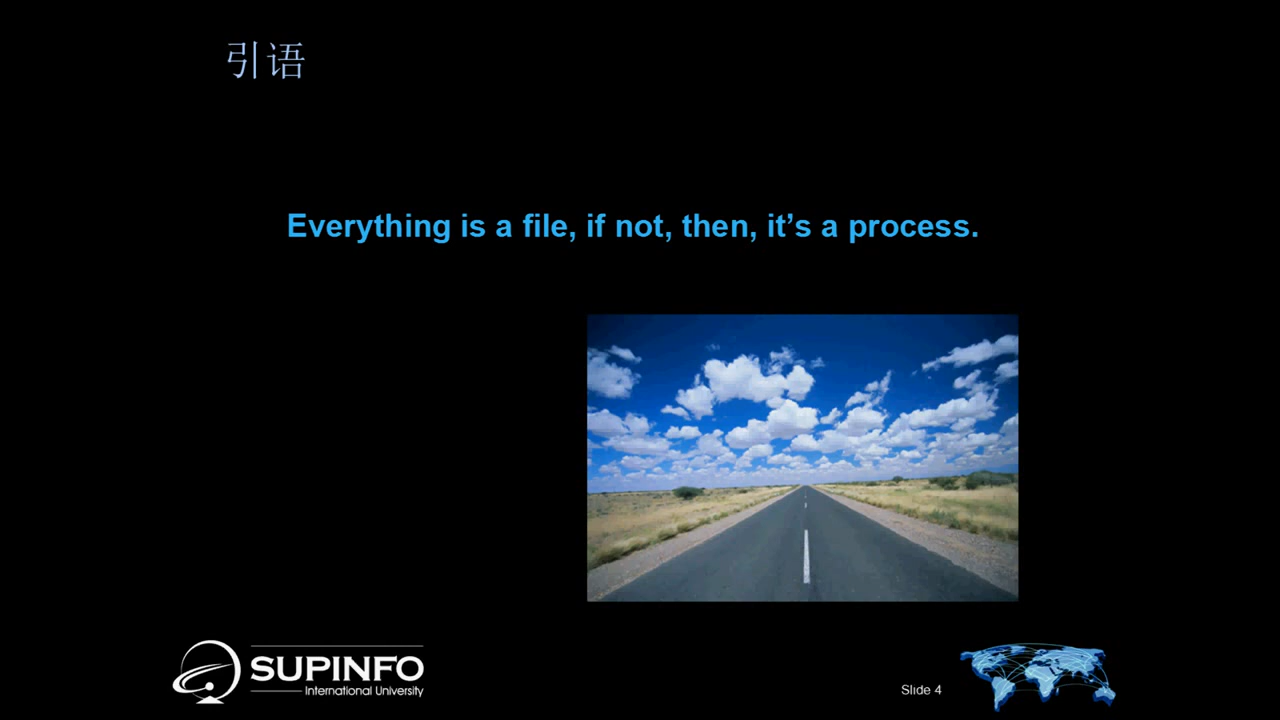 引语
Everything is a file, if not, then, it’s a process.
SUPINFO
International University
Slide 4